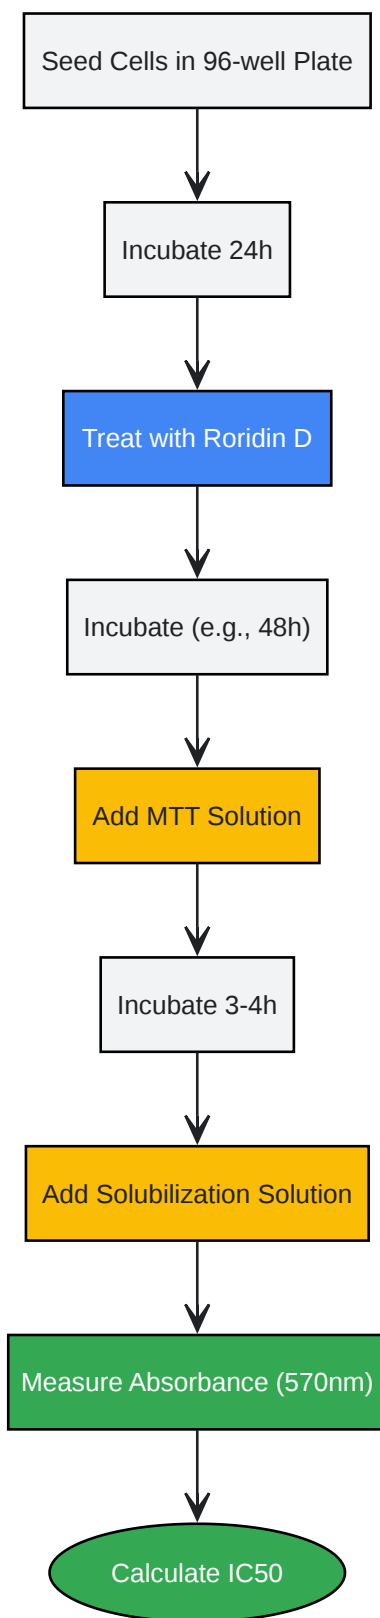 Seed Cells in 96-well Plate
Incubate 24h
Treat with Roridin D
Incubate (e.g., 48h)
Add MTT Solution
Incubate 3-4h
Add Solubilization Solution
Measure Absorbance (570nm)
Calculate IC50